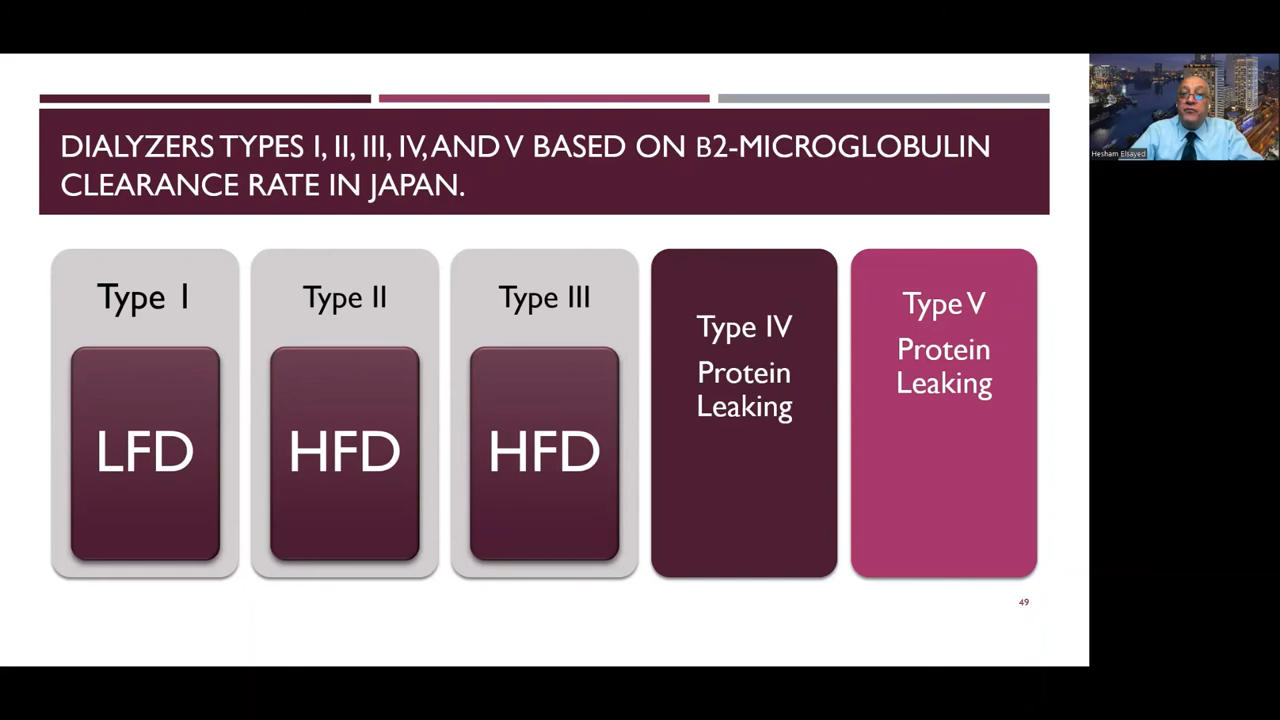 DIALYZERS TYPES I, II, III, IV, AND V BASED ON Β2-MICROGLOBULIN
CLEARANCE RATE IN JAPAN.
Type I
LFD
Type II
HFD
Type III
HFD
Type IV
Protein
Leaking
Type V
Protein
Leaking
49
Hesham Elsayed